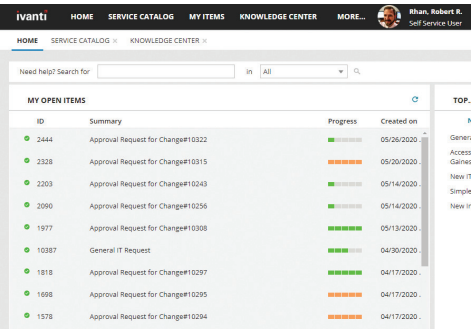 ivanti HOME SERVICE CATALOG MY ITEMS KNOWLEDGE CENTER MORE... Rhan, Robert R.
Self Service User
HOME SERVICE CATALOG × KNOWLEDGE CENTER ×
Need help? Search for in All
MY OPEN ITEMS TOP..
ID Summary Progress Created on
2444 Approval Request for Change#10322 05/26/2020 . Genera
2328 Approval Request for Change#10315 05/20/2020 . Access
Gaines
2203 Approval Request for Change#10243 05/14/2020 . New IT
2090 Approval Request for Change#10256 05/14/2020 . Simple
1977 Approval Request for Change#10308 05/13/2020 . New In
10387 General IT Request 04/30/2020 .
1818 Approval Request for Change#10297 04/17/2020 .
1698 Approval Request for Change#10295 04/17/2020 .
1578 Approval Request for Change#10294 04/17/2020 .